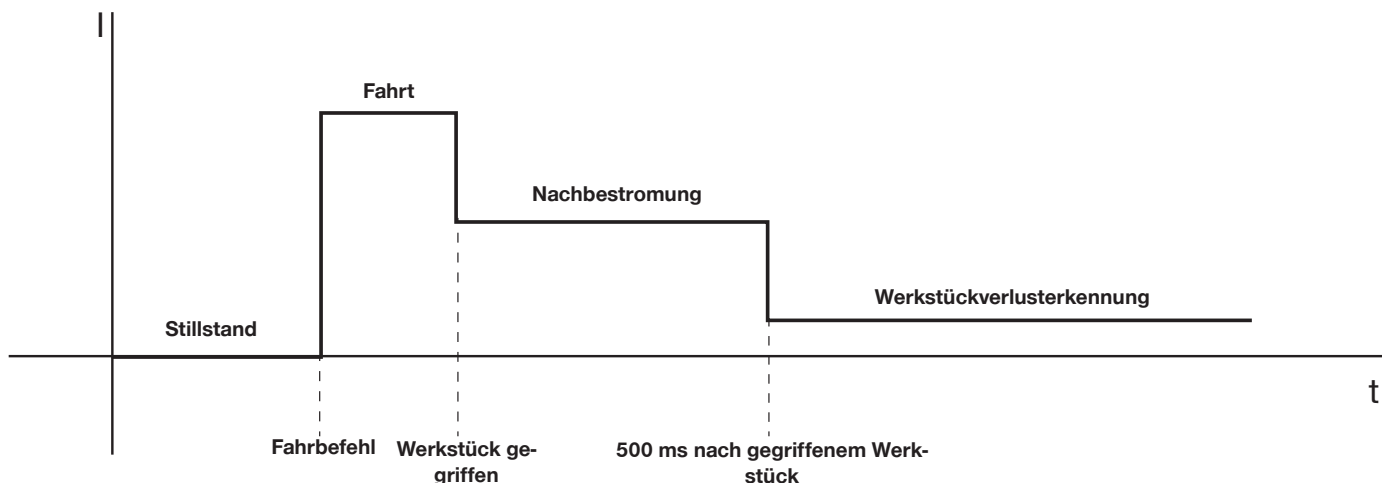 I
Fahrt
Nachbestromung
Werkstückverlusterkennung
Stillstand
t
Fahrbefehl
Werkstück ge-
griffen
500 ms nach gegriffenem Werk-
stück